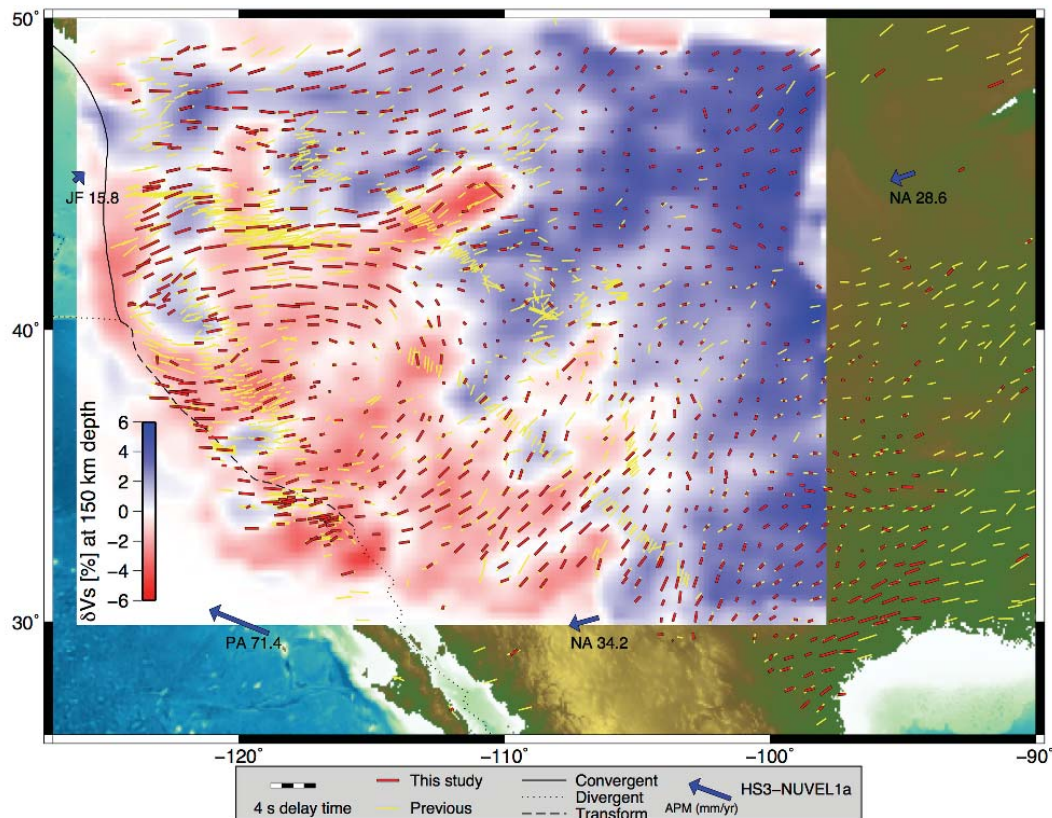 50°
40°
30°
JF 15.8
NA 28.6
PA 71.4
NA 34.2
δVs [%] at 150 km depth
6
4
2
0
−2
−4
−6
−120°
−110°
−100°
−90°
4 s delay time
This study
Previous
Convergent
Divergent
Transform
HS3−NUVEL1a
APM (mm/yr)